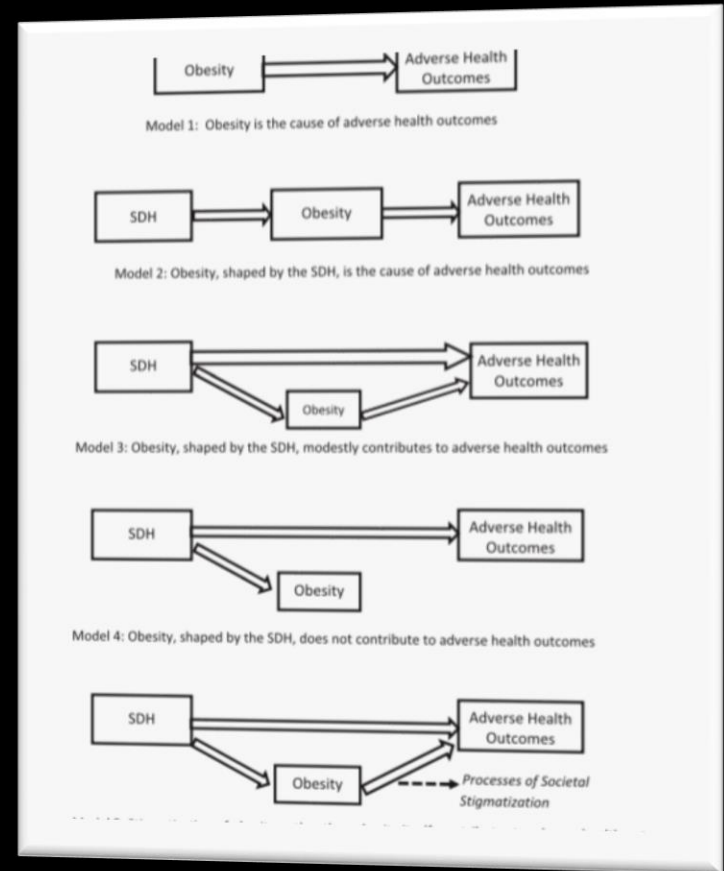 Obesity
Adverse Health
Outcomes
Model 1: Obesity is the cause of adverse health outcomes
SDH
Obesity
Adverse Health
Outcomes
Model 2: Obesity, shaped by the SDH, is the cause of adverse health outcomes
SDH
Adverse Health
Outcomes
Obesity
Model 3: Obesity, shaped by the SDH, modestly contributes to adverse health outcomes
SDH
Adverse Health
Outcomes
Obesity
Model 4: Obesity, shaped by the SDH, does not contribute to adverse health outcomes
SDH
Adverse Health
Outcomes
Obesity
Processes of Societal
Stigmatization